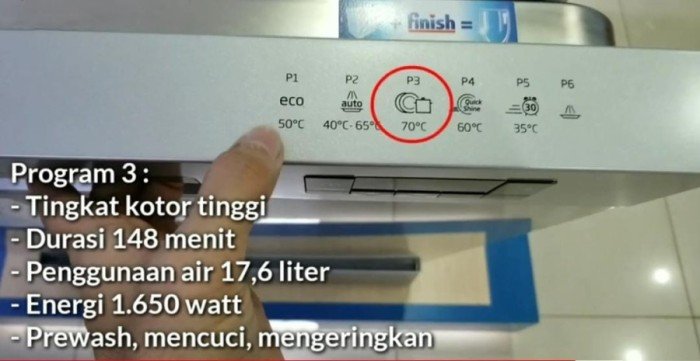 + finish =
P1 P2 P3 P4 P5 P6
eco auto Quick Shine 30
50°C 40°C-65°C 70°C 60°C 35°C
Program 3 :
- Tingkat kotor tinggi
- Durasi 148 menit
- Penggunaan air 17,6 liter
- Energi 1.650 watt
- Prewash, mencuci, mengeringkan